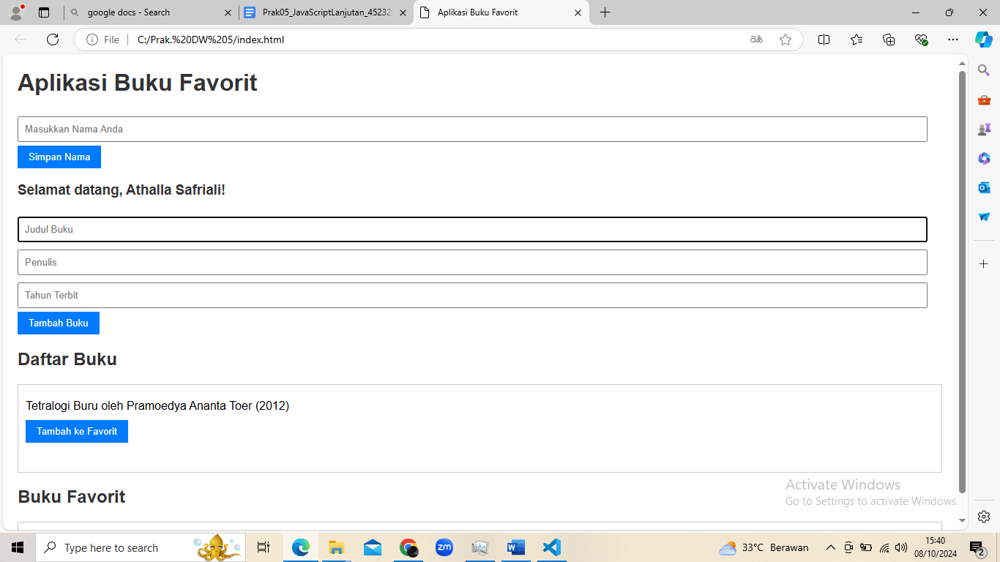 google docs - Search
Prak05_JavaScriptLanjutan_45232
Aplikasi Buku Favorit
File
C:/Prak.%20DW%205/index.html
aあ
Aplikasi Buku Favorit
Masukkan Nama Anda
Simpan Nama
Selamat datang, Athalla Safriali!
Judul Buku
Penulis
Tahun Terbit
Tambah Buku
Daftar Buku
Tetralogi Buru oleh Pramoedya Ananta Toer (2012)
Tambah ke Favorit
Buku Favorit
Activate Windows
Go to Settings to activate Windows.
Type here to search
zm
33°C Berawan
15:40
08/10/2024
2